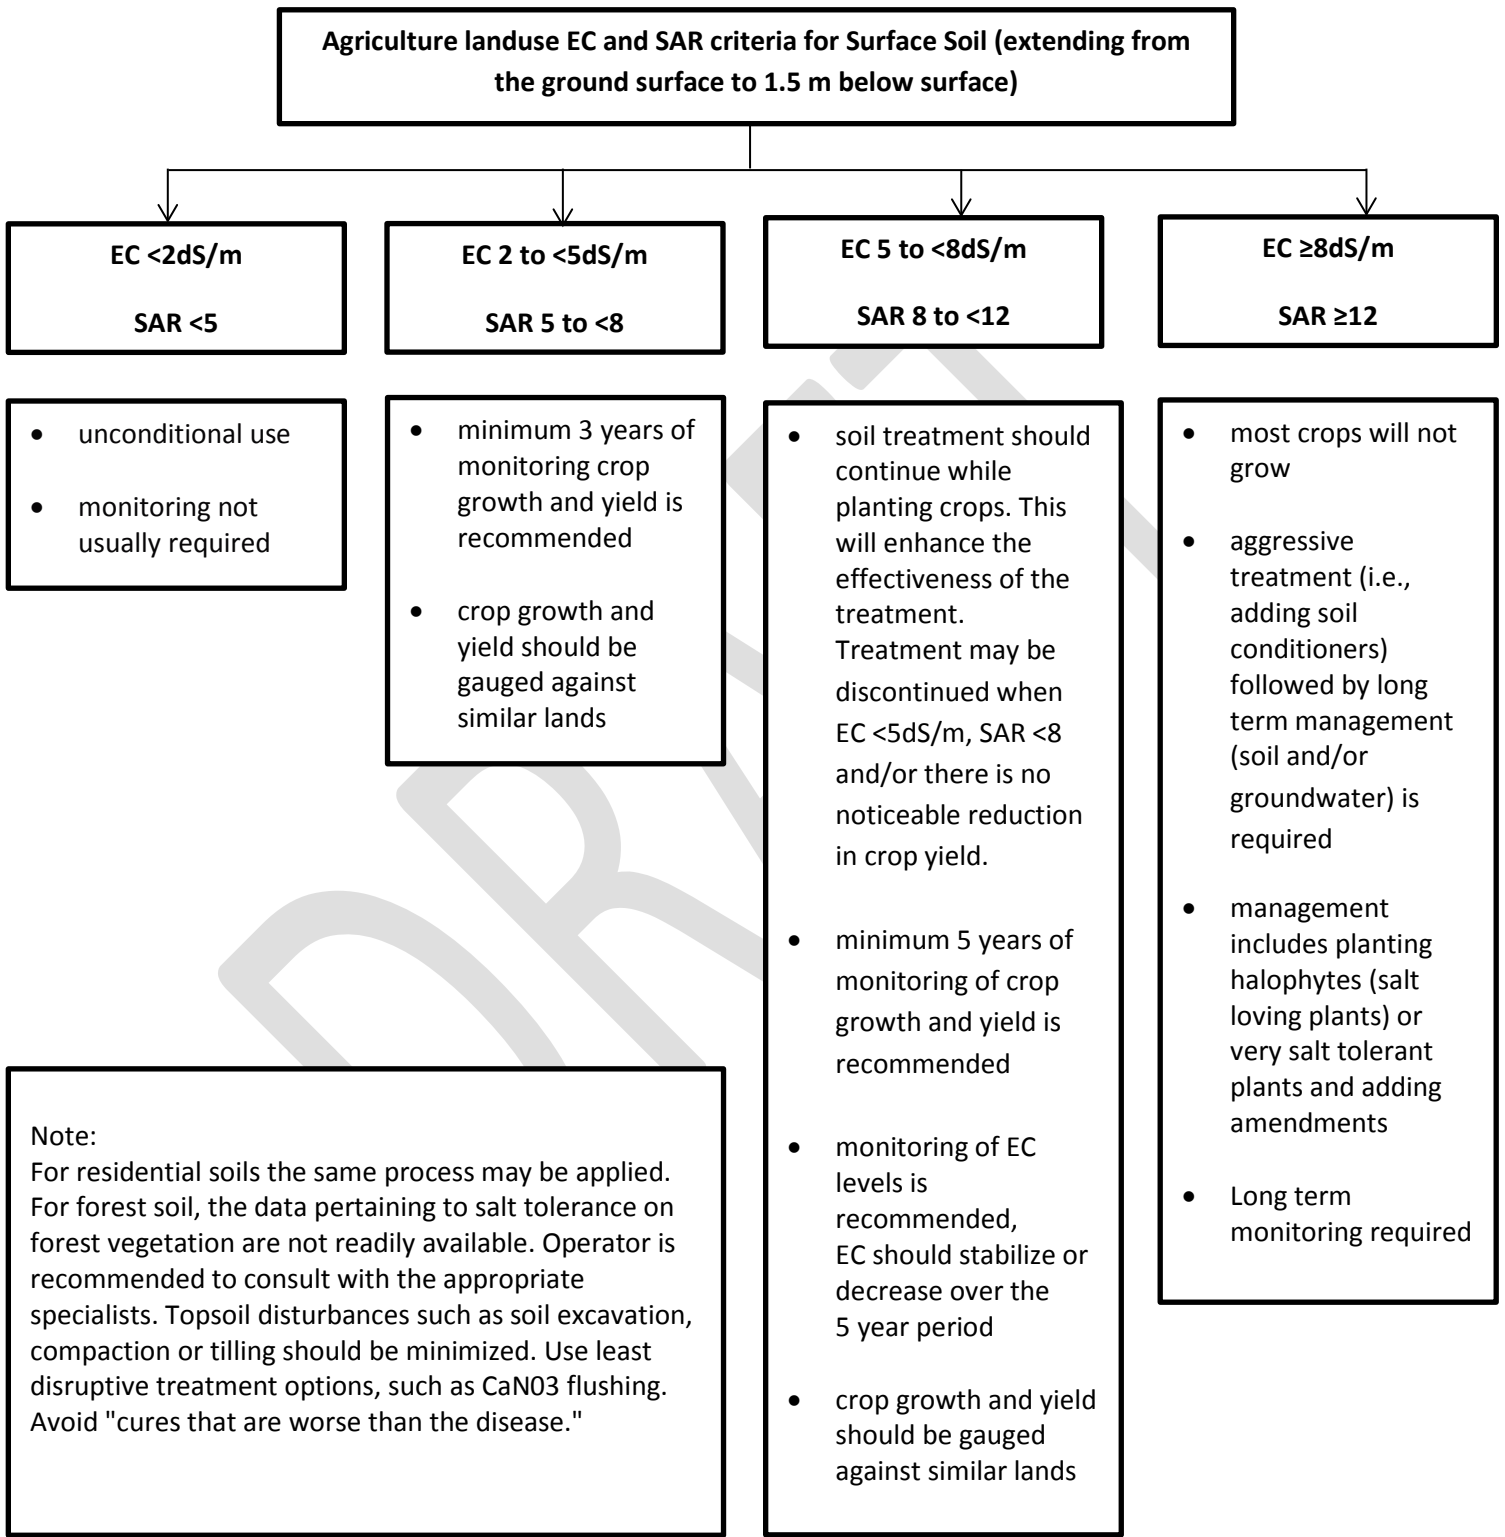 Agriculture landuse EC and SAR criteria for Surface Soil (extending from
the ground surface to 1.5 m below surface)
EC <2dS/m
SAR <5
EC 2 to <5dS/m
SAR 5 to <8
EC 5 to <8dS/m
SAR 8 to <12
EC ≥8dS/m
SAR ≥12
• unconditional use
• monitoring not
usually required
• minimum 3 years of
monitoring crop
growth and yield is
recommended
• crop growth and
yield should be
gauged against
similar lands
• soil treatment should
continue while
planting crops. This
will enhance the
effectiveness of the
treatment.
Treatment may be
discontinued when
EC <5dS/m, SAR <8
and/or there is no
noticeable reduction
in crop yield.
• minimum 5 years of
monitoring of crop
growth and yield is
recommended
• monitoring of EC
levels is
recommended,
EC should stabilize or
decrease over the
5 year period
• crop growth and yield
should be gauged
against similar lands
• most crops will not
grow
• aggressive
treatment (i.e.,
adding soil
conditioners)
followed by long
term management
(soil and/or
groundwater) is
required
• management
includes planting
halophytes (salt
loving plants) or
very salt tolerant
plants and adding
amendments
• Long term
monitoring required
Note:
For residential soils the same process may be applied.
For forest soil, the data pertaining to salt tolerance on
forest vegetation are not readily available. Operator is
recommended to consult with the appropriate
specialists. Topsoil disturbances such as soil excavation,
compaction or tilling should be minimized. Use least
disruptive treatment options, such as CaN03 flushing.
Avoid "cures that are worse than the disease."
DRAFT